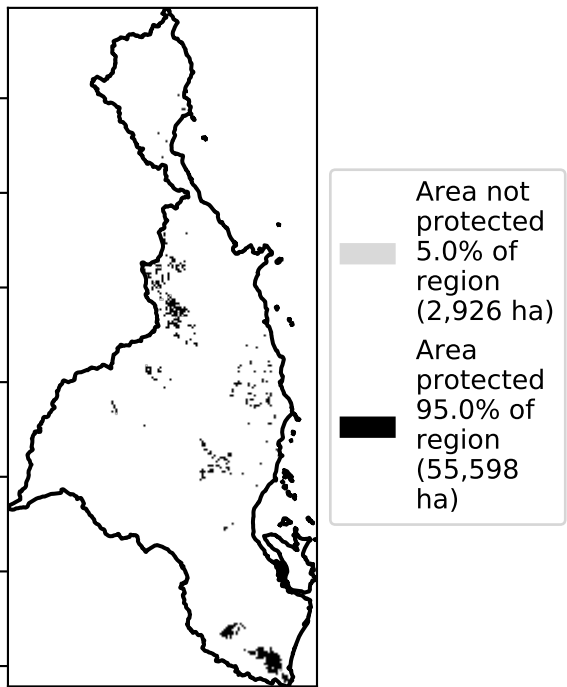 Area not
protected
5.0% of
region
(2,926 ha)
Area
protected
95.0% of
region
(55,598
ha)